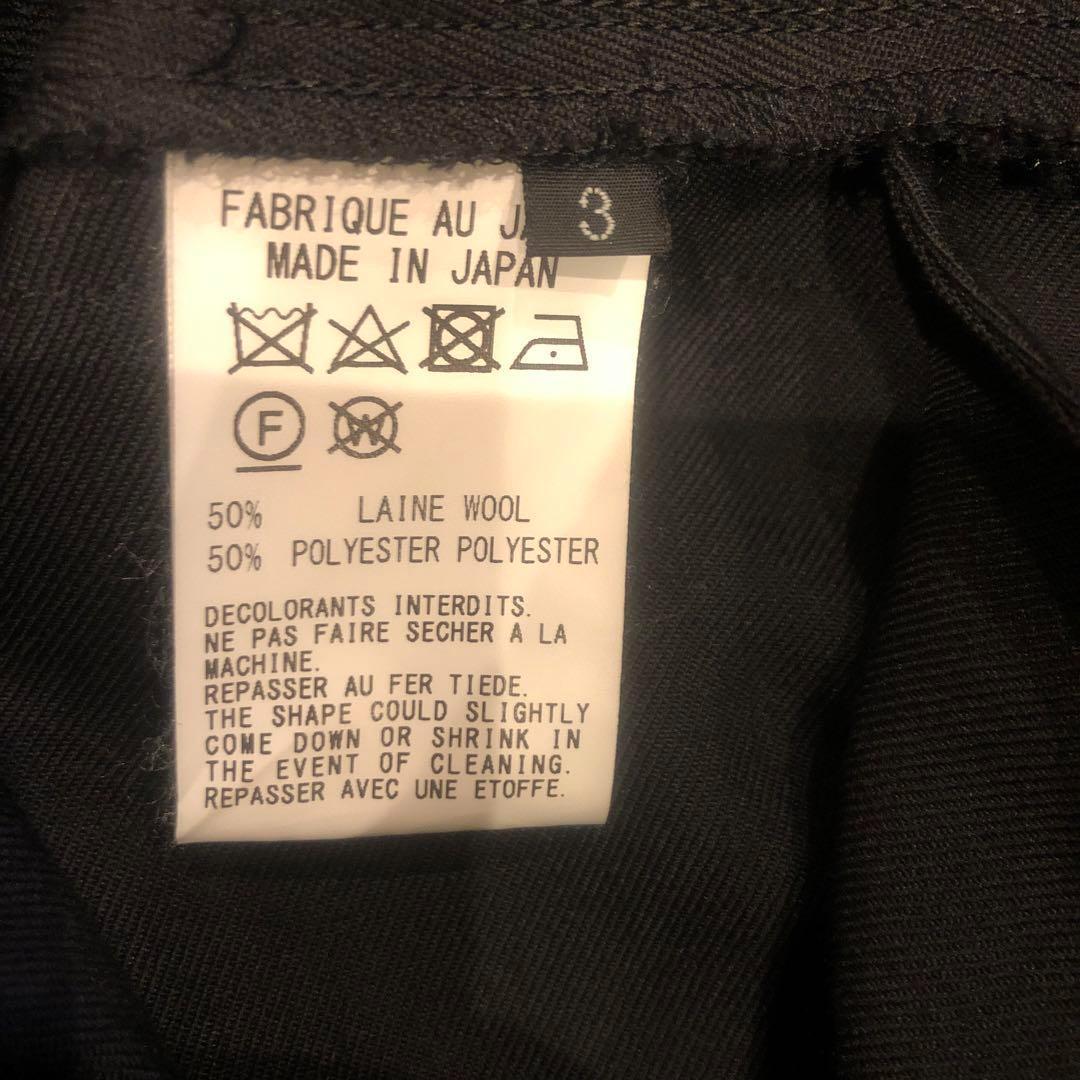 FABRIQUE AU
3
MADE IN JAPAN
F
W
50% LAINE WOOL
50% POLYESTER POLYESTER
DECOLORANTS INTERDITS.
NE PAS FAIRE SECHER A LA
MACHINE.
REPASSER AU FER TIEDE.
THE SHAPE COULD SLIGHTLY
COME DOWN OR SHRINK IN
THE EVENT OF CLEANING.
REPASSER AVEC UNE ETOFFE.